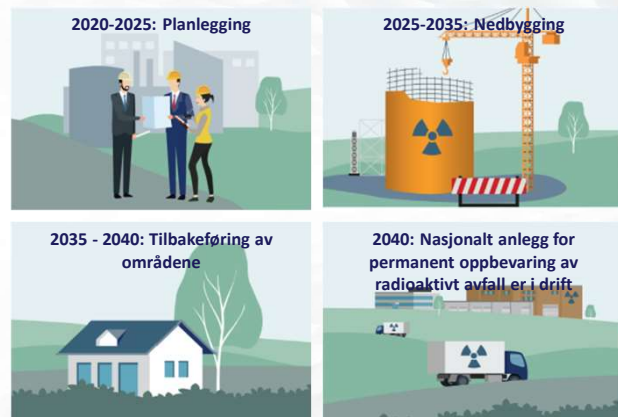 2020-2025: Planlegging
2025-2035: Nedbygging
2035 - 2040: Tilbakeføring av
områdene
2040: Nasjonalt anlegg for
permanent oppbevaring av
radioaktivt avfall er i drift